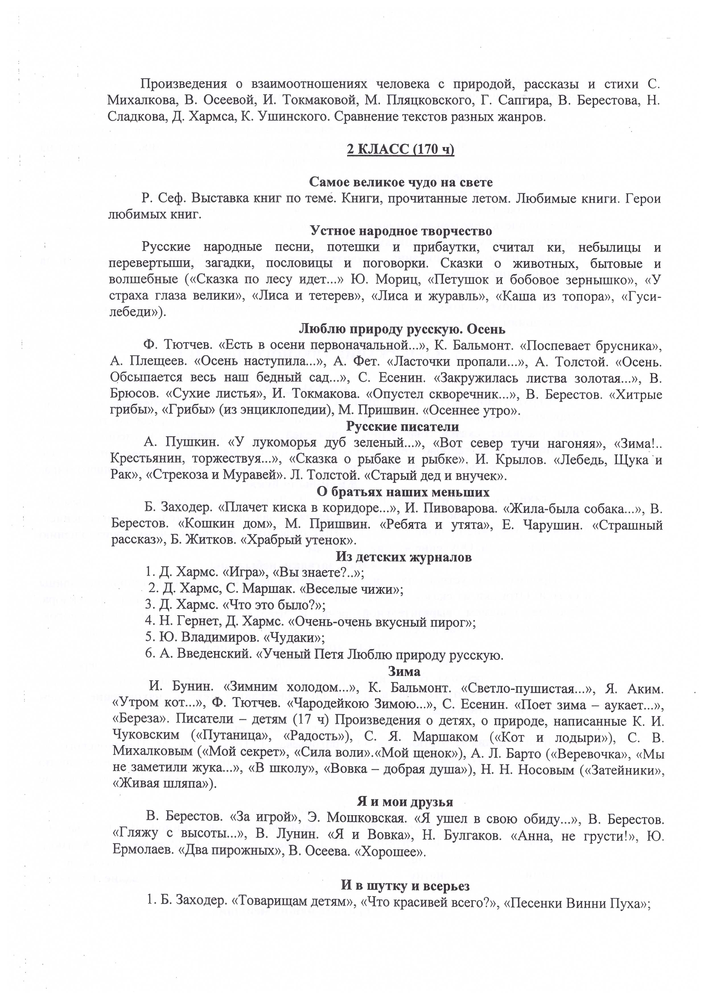 Произведения о взаимоотношениях человека с природой, рассказы и стихи С.
Михалкова, В. Осеевой, И. Токмаковой, М. Пляцковского, Г. Сапгира, В. Берестова, Н.
Сладкова, Д. Хармса, К. Ушинского. Сравнение текстов разных жанров.
2 КЛАСС (170 ч)
Самое великое чудо на свете
Р. Сеф. Выставка книг по теме. Книги, прочитанные летом. Любимые книги. Герои
любимых книг.
Устное народное творчество
Русские народные песни, потешки и прибаутки, считал ки, небылицы и
перевертыши, загадки, пословицы и поговорки. Сказки о животных, бытовые и
волшебные («Сказка по лесу идет...» Ю. Мориц, «Петушок и бобовое зернышко», «У
страха глаза велики», «Лиса и тетерев», «Лиса и журавль», «Каша из топора», «Гуси-
лебеди»).
Люблю природу русскую. Осень
Ф. Тютчев. «Есть в осени первоначальной...», К. Бальмонт. «Поспевает брусника»,
А. Плещеев. «Осень наступила...», А. Фет. «Ласточки пропали...», А. Толстой. «Осень.
Обсыпается весь наш бедный сад...», С. Есенин. «Закружилась листва золотая...», В.
Брюсов. «Сухие листья», И. Токмакова. «Опустел скворечник...», В. Берестов. «Хитрые
грибы», «Грибы» (из энциклопедии), М. Пришвин. «Осеннее утро».
Русские писатели
А. Пушкин. «У лукоморья дуб зеленый...», «Вот север тучи нагоняя», «Зима!..
Крестьянин, торжествуя...», «Сказка о рыбаке и рыбке». И. Крылов. «Лебедь, Щука и
Рак», «Стрекоза и Муравей». Л. Толстой. «Старый дед и внучек».
О братьях наших меньших
Б. Заходер. «Плачет киска в коридоре...», И. Пивоварова. «Жила-была собака...», В.
Берестов. «Кошкин дом», М. Пришвин. «Ребята и утята», Е. Чарушин. «Страшный
рассказ», Б. Житков. «Храбрый утенок».
Из детских журналов
1. Д. Хармс. «Игра», «Вы знаете?..»;
2. Д. Хармс, С. Маршак. «Веселые чижи»;
3. Д. Хармс. «Что это было?»;
4. Н. Гернет, Д. Хармс. «Очень-очень вкусный пирог»;
5. Ю. Владимиров. «Чудаки»;
6. А. Введенский. «Ученый Петя Люблю природу русскую.
Зима
И. Бунин. «Зимним холодом...», К. Бальмонт. «Светло-пушистая...», Я. Аким.
«Утром кот...», Ф. Тютчев. «Чародейкою Зимою...», С. Есенин. «Поет зима – аукает...»,
«Береза». Писатели – детям (17 ч) Произведения о детях, о природе, написанные К. И.
Чуковским («Путаница», «Радость»), С. Я. Маршаком («Кот и лодыри»), С. В.
Михалковым («Мой секрет», «Сила воли».«Мой щенок»), А. Л. Барто («Веревочка», «Мы
не заметили жука...», «В школу», «Вовка – добрая душа»), Н. Н. Носовым («Затейники»,
«Живая шляпа»).
Я и мои друзья
В. Берестов. «За игрой», Э. Мошковская. «Я ушел в свою обиду...», В. Берестов.
«Гляжу с высоты...», В. Лунин. «Я и Вовка», Н. Булгаков. «Анна, не грусти!», Ю.
Ермолаев. «Два пирожных», В. Осеева. «Хорошее».
И в шутку и всерьез
1. Б. Заходер. «Товарищам детям», «Что красивей всего?», «Песенки Винни Пуха»;